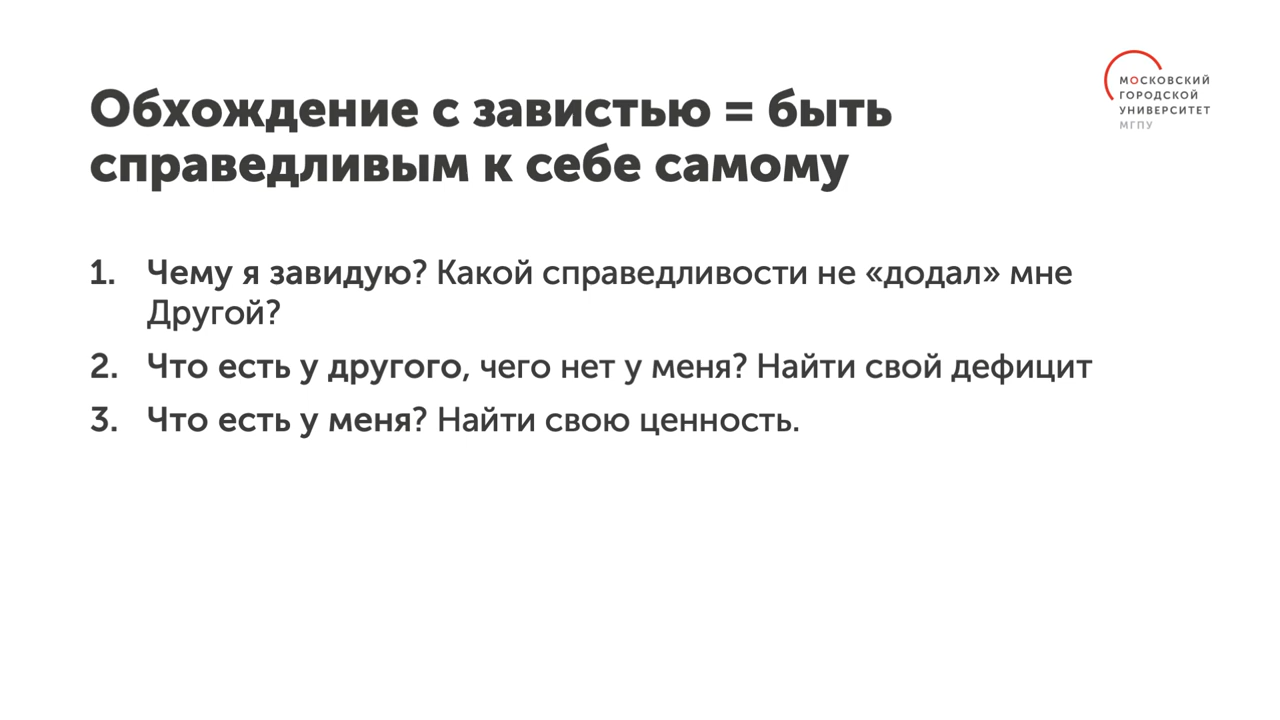 Обхождение с завистью = быть
справедливым к себе самому
МОСКОВСКИЙ
ГОРОДСКОЙ
УНИВЕРСИТЕТ
МГПУ
1. Чему я завидую? Какой справедливости не «додал» мне
Другой?
2. Что есть у другого, чего нет у меня? Найти свой дефицит
3. Что есть у меня? Найти свою ценность.